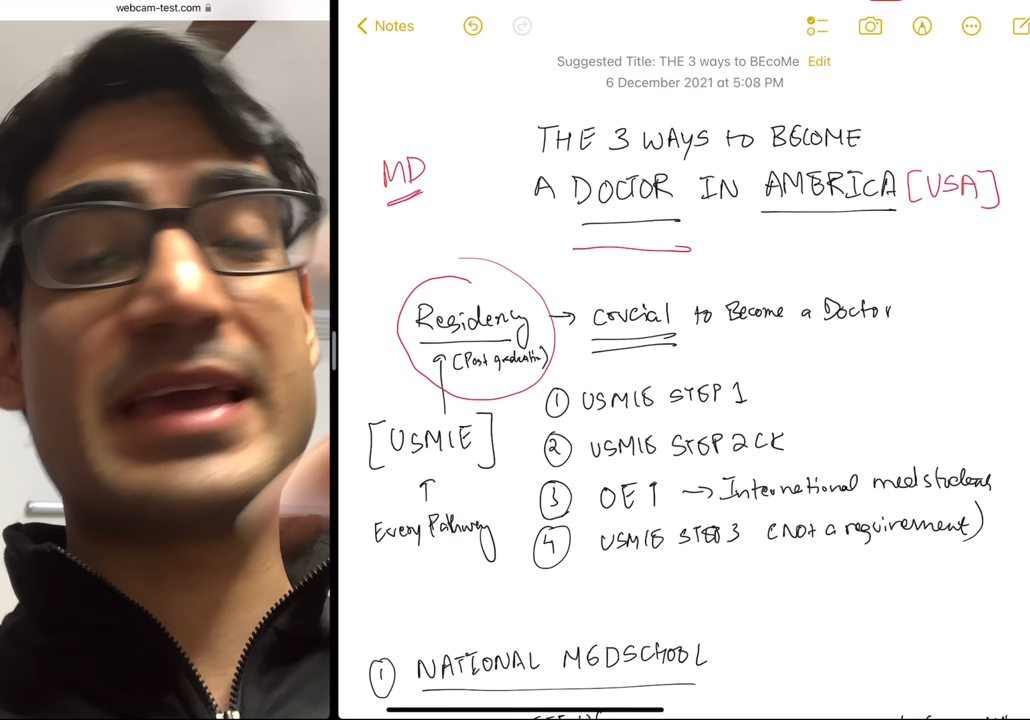 webcam-test.com
Notes
Suggested Title: THE 3 ways to BEcoMe Edit
6 December 2021 at 5:08 PM
THE 3 WAYS to BECOME
MD
A DOCTOR IN AMERICA [USA]
Residency → crucial to Become a Doctor
(Post graduation)
① USMLE STEP 1
[USMLE]
② USMLE STEP 2 CK
③ OET → International med students
Every Pathway
④ USMLE STEP 3 (Not a requirement)
① NATIONAL MEDSCHOOL